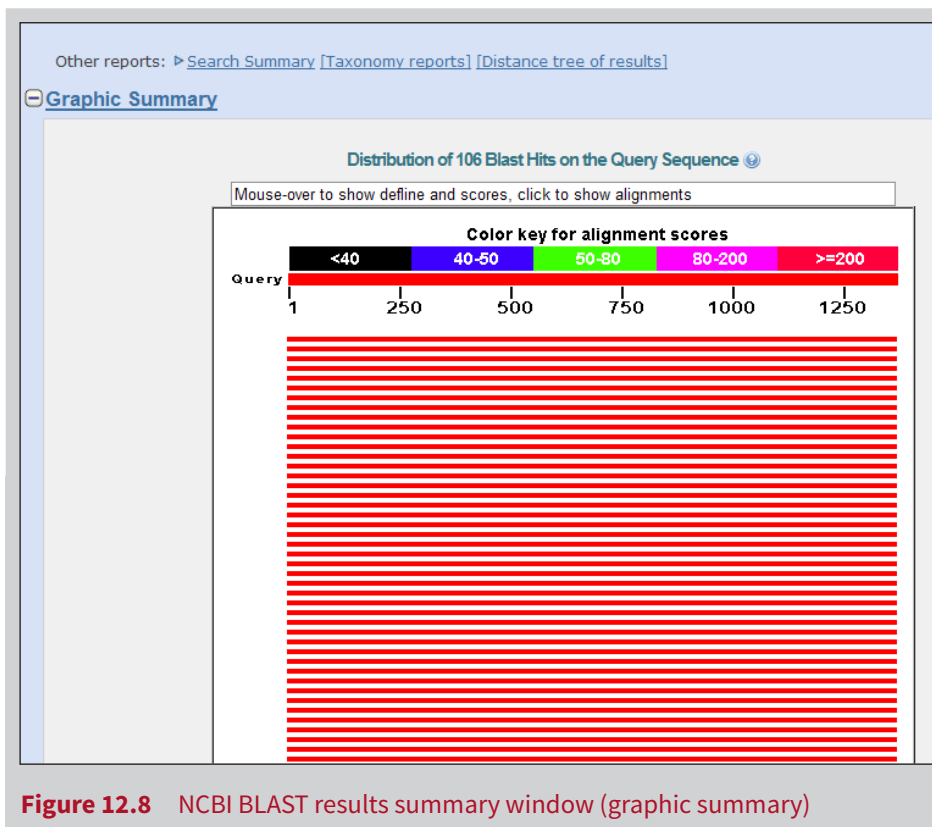 Other reports: Search Summary [Taxonomy reports] [Distance tree of results]
Graphic Summary
Distribution of 106 Blast Hits on the Query Sequence
Mouse-over to show defline and scores, click to show alignments
Color key for alignment scores
<40 40-50 50-80 80-200 >=200
Query
1 250 500 750 1000 1250
Figure 12.8 NCBI BLAST results summary window (graphic summary)